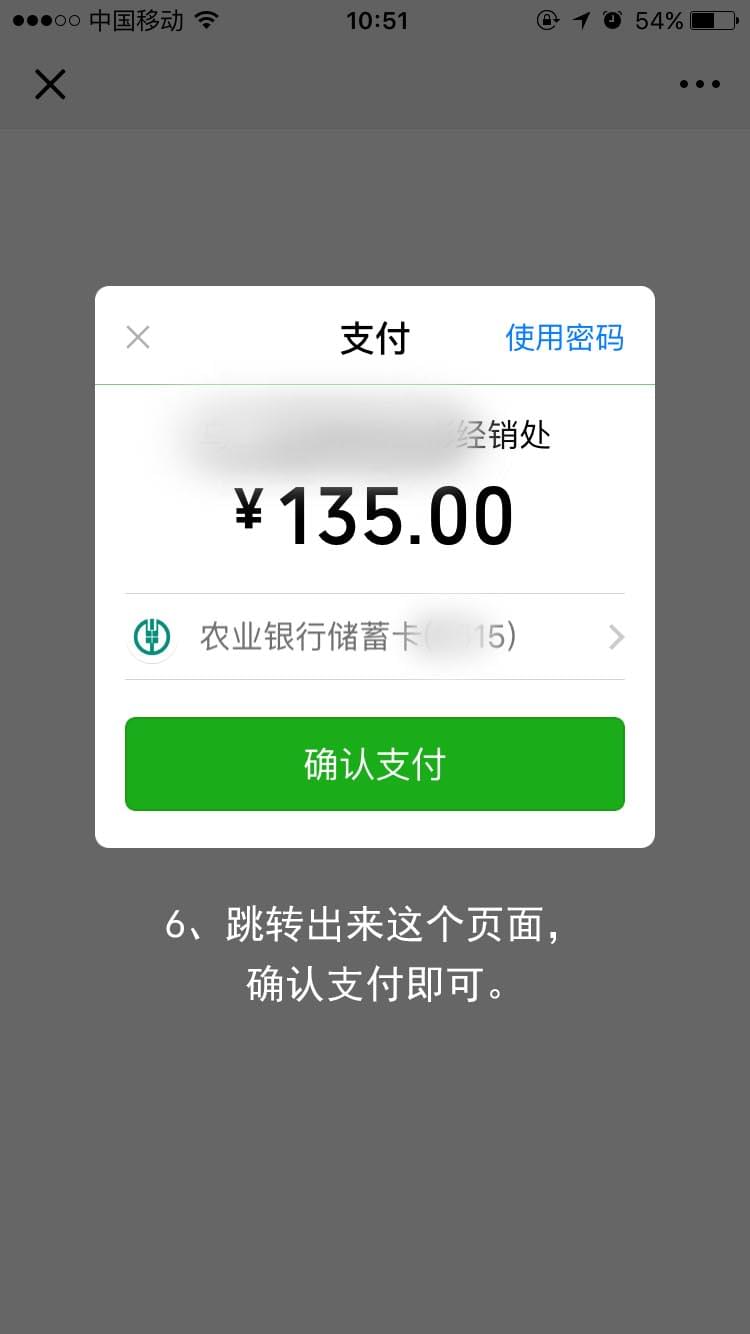 中国移动 10:51 54%
支付 使用密码
经销处
¥135.00
农业银行储蓄卡( 15)
确认支付
6、跳转出来这个页面，
确认支付即可。